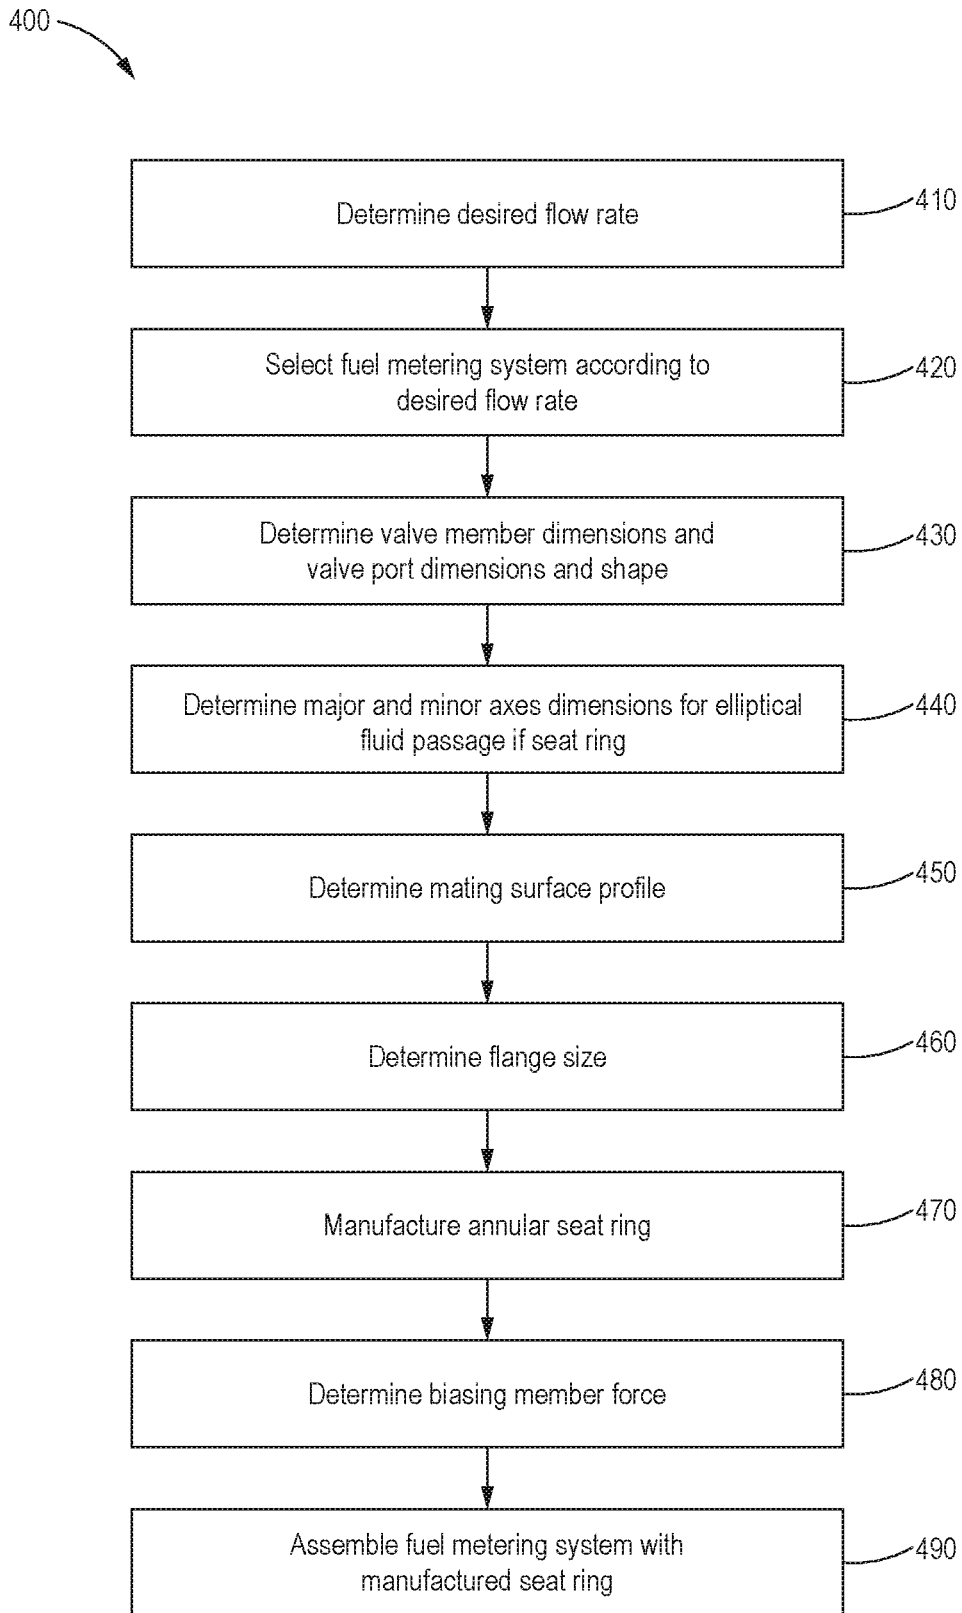 400
Determine desired flow rate
410
Select fuel metering system according to
desired flow rate
420
Determine valve member dimensions and
valve port dimensions and shape
430
Determine major and minor axes dimensions for elliptical
fluid passage if seat ring
440
Determine mating surface profile
450
Determine flange size
460
Manufacture annular seat ring
470
Determine biasing member force
480
Assemble fuel metering system with
manufactured seat ring
490